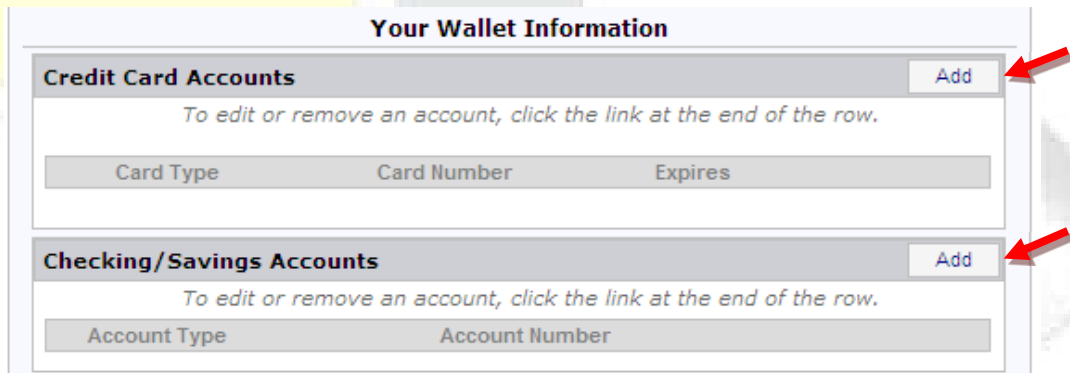 Your Wallet Information
Credit Card Accounts Add
To edit or remove an account, click the link at the end of the row.
Card Type Card Number Expires
Checking/Savings Accounts Add
To edit or remove an account, click the link at the end of the row.
Account Type Account Number